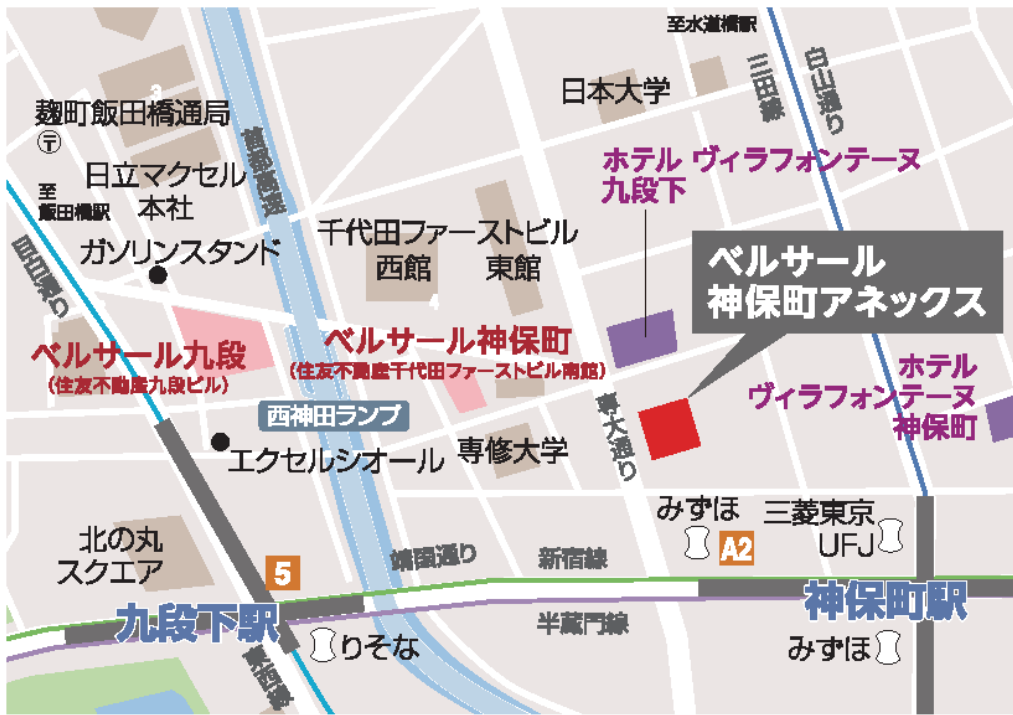 至水道橋駅
日本大学
三田線
白山通り
3
麹町飯田橋通局
〒
日立マクセル
本社
至
飯田橋駅
ガソリンスタンド
目白通り
首都高速
千代田ファーストビル
西館 東館
4
ホテル ヴィラフォンテーヌ
九段下
ベルサール
神保町アネックス
ベルサール九段
(住友不動産九段ビル)
ベルサール神保町
(住友不動産千代田ファーストビル南館)
ホテル
ヴィラフォンテーヌ
神保町
西神田ランプ
エクセルシオール
専修大学
専大通り
みずほ
A2
三菱東京
UFJ
北の丸
スクエア
5
靖国通り
新宿線
九段下駅
神保町駅
半蔵門線
りそな
東西線
みずほ